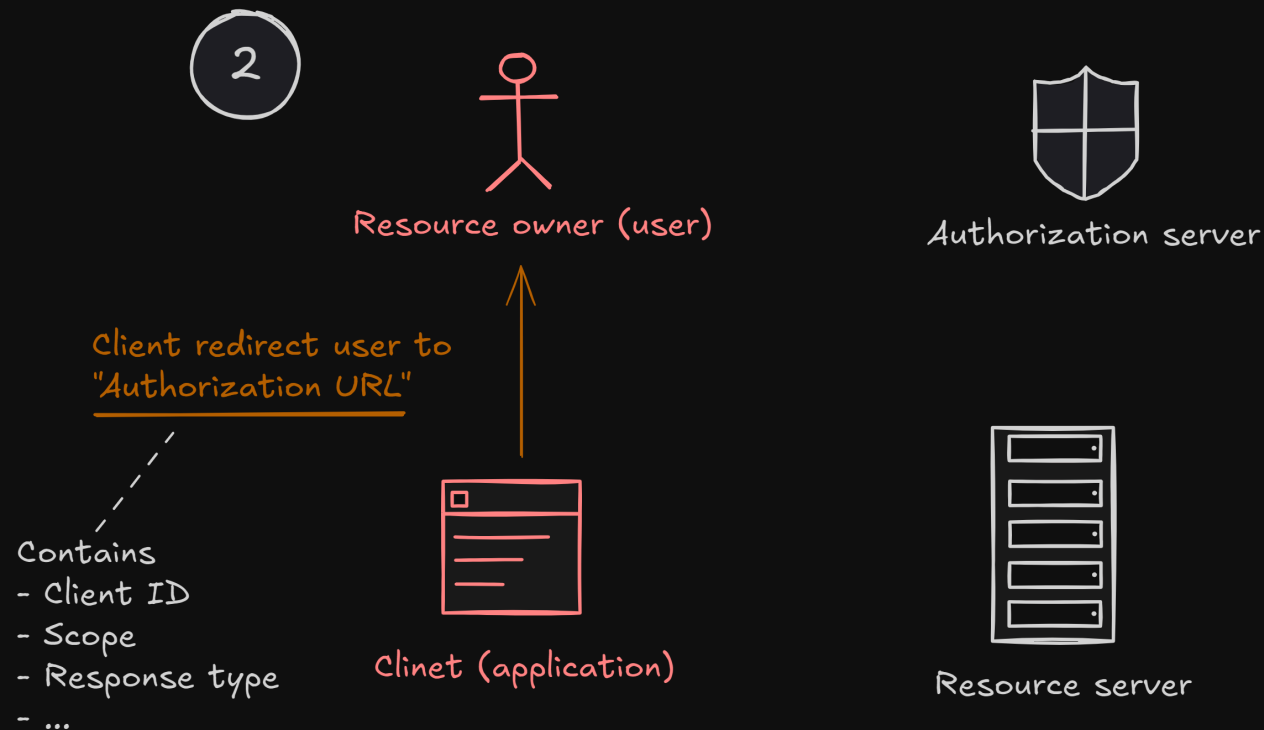 2
Resource owner (user)
Authorization server
Client redirect user to
"Authorization URL"
Contains
- Client ID
- Scope
- Response type
- ...
Clinet (application)
Resource server